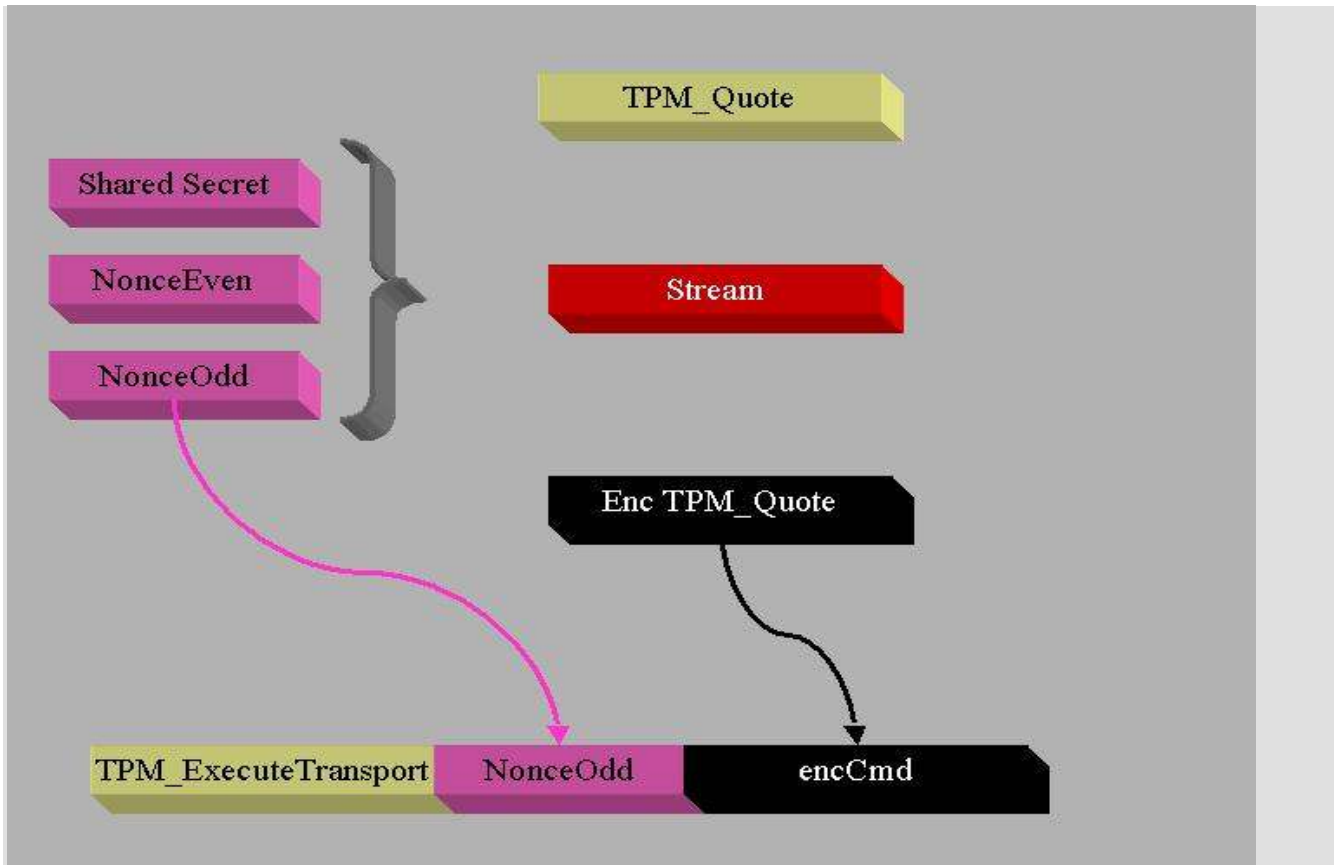 TPM_Quote
Shared Secret
NonceEven
Stream
NonceOdd
Enc TPM_Quote
TPM_ExecuteTransport NonceOdd encCmd